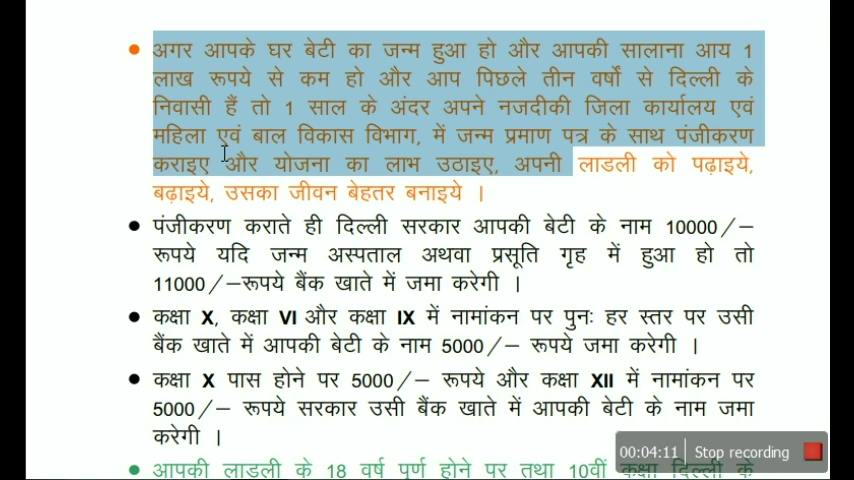 अगर आपके घर बेटी का जन्म हुआ हो और आपकी सालाना आय 1
लाख रूपये से कम हो और आप पिछले तीन वर्षों से दिल्ली के
निवासी हैं तो 1 साल के अंदर अपने नजदीकी जिला कार्यालय एवं
महिला एवं बाल विकास विभाग, में जन्म प्रमाण पत्र के साथ पंजीकरण
कराइए और योजना का लाभ उठाइए, अपनी लाडली को पढ़ाइये,
बढ़ाइये, उसका जीवन बेहतर बनाइये ।
पंजीकरण कराते ही दिल्ली सरकार आपकी बेटी के नाम 10000/–
रूपये यदि जन्म अस्पताल अथवा प्रसूति गृह में हुआ हो तो
11000/–रूपये बैंक खाते में जमा करेगी ।
कक्षा X, कक्षा VI और कक्षा IX में नामांकन पर पुनः हर स्तर पर उसी
बैंक खाते में आपकी बेटी के नाम 5000/– रूपये जमा करेगी ।
कक्षा X पास होने पर 5000/– रूपये और कक्षा XII में नामांकन पर
5000/– रूपये सरकार उसी बैंक खाते में आपकी बेटी के नाम जमा
करेगी ।
आपकी लाडली के 18 वर्ष पूर्ण होने पर तथा 10वीं कक्षा दिल्ली के
00:04:11 Stop recording